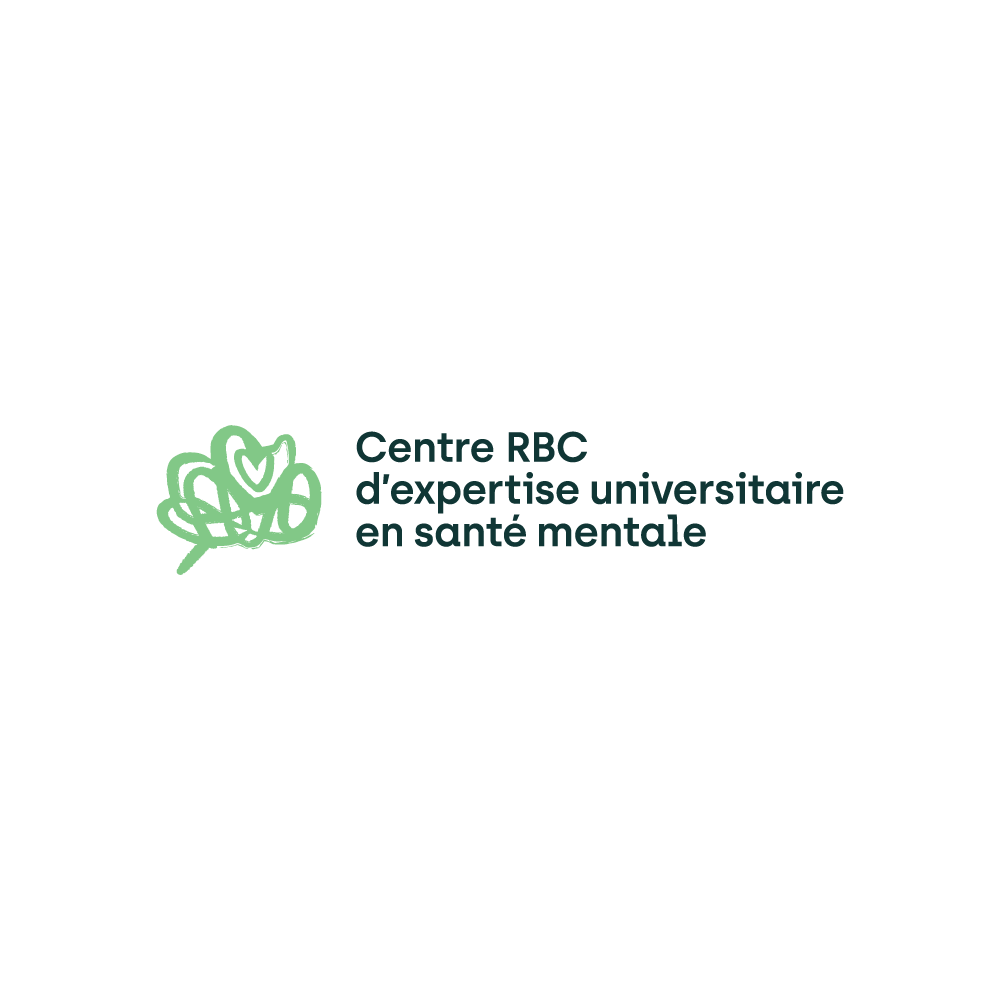 Centre RBC
d'expertise universitaire
en santé mentale